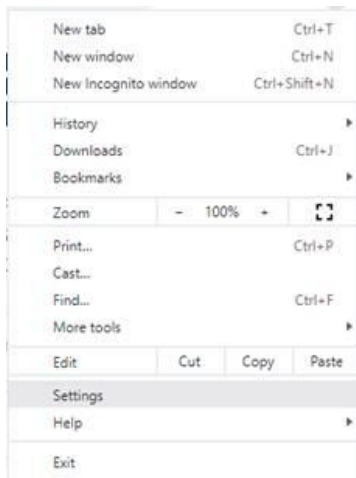 New tab Ctrl+T
New window Ctrl+N
New Incognito window Ctrl+Shift+N
History
Downloads Ctrl+J
Bookmarks
Zoom - 100% +
Print... Ctrl+P
Cast...
Find... Ctrl+F
More tools
Edit Cut Copy Paste
Settings
Help
Exit